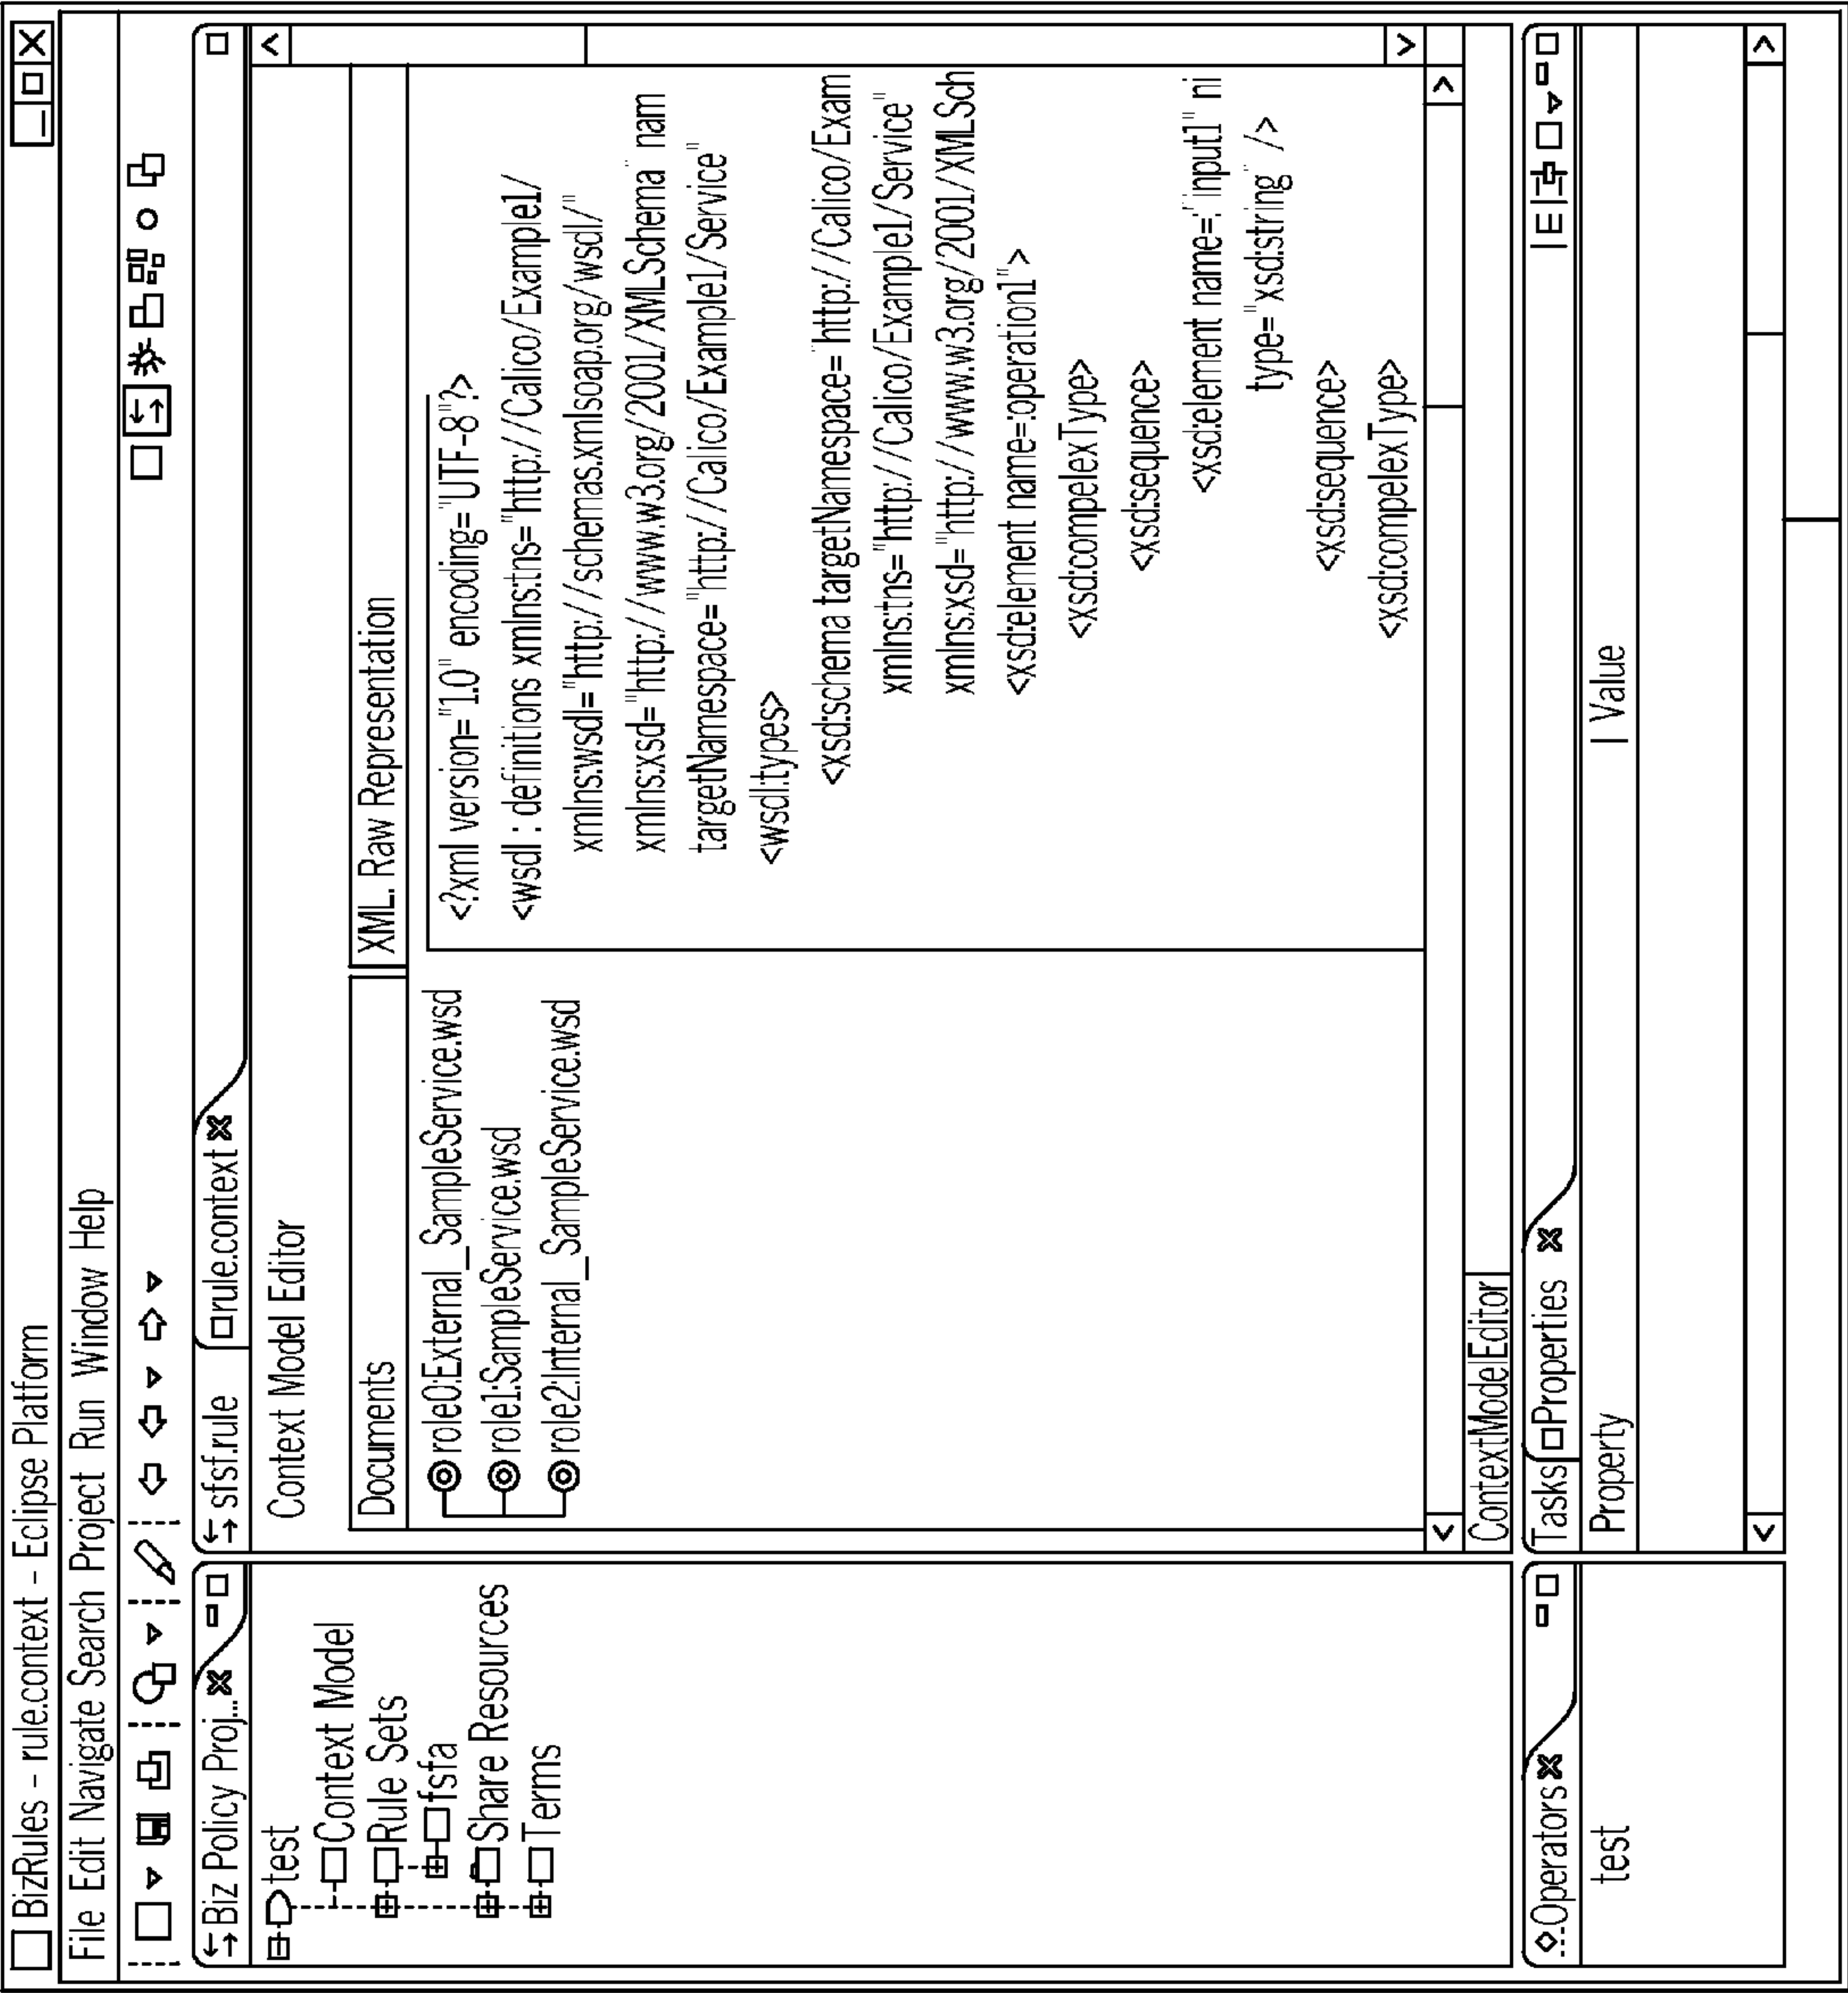 BizRules - rule.context - Eclipse Platform
File Edit Navigate Search Project Run Window Help
Biz Policy Proj...
test
Context Model
Rule Sets
fsfsfa
Share Resources
Terms
sfsf.rule
rule.context
Context Model Editor
Documents
role0:External_SampleService.wsd
role1:SampleService.wsd
role2:Internal_SampleService.wsd
XML. Raw Representation
<?xml version="1.0" encoding="UTF-8"?>
<wsdl : definitions xmlns:tns="http://Calico/Example1/
xmlns:wsdl="http://schemas.xmlsoap.org/wsdl/"
xmlns:xsd="http://www.w3.org/2001/XMLSchema" nam
targetNamespace="http://Calico/Example1/Service"
<wsdl:types>
<xsd:schema targetNamespace="http://Calico/Exam
xmlns:tns="http://Calico/Example1/Service"
xmlns:xsd="http://www.w3.org/2001/XMLSch
<xsd:element name=:operation1">
<xsd:compelexType>
<xsd:sequence>
<xsd:element name=:"input1" ni
type="xsd:string" />
<xsd:sequence>
<xsd:compelexType>
ContextModelEditor
Operators
test
Tasks
Properties
Property | Value